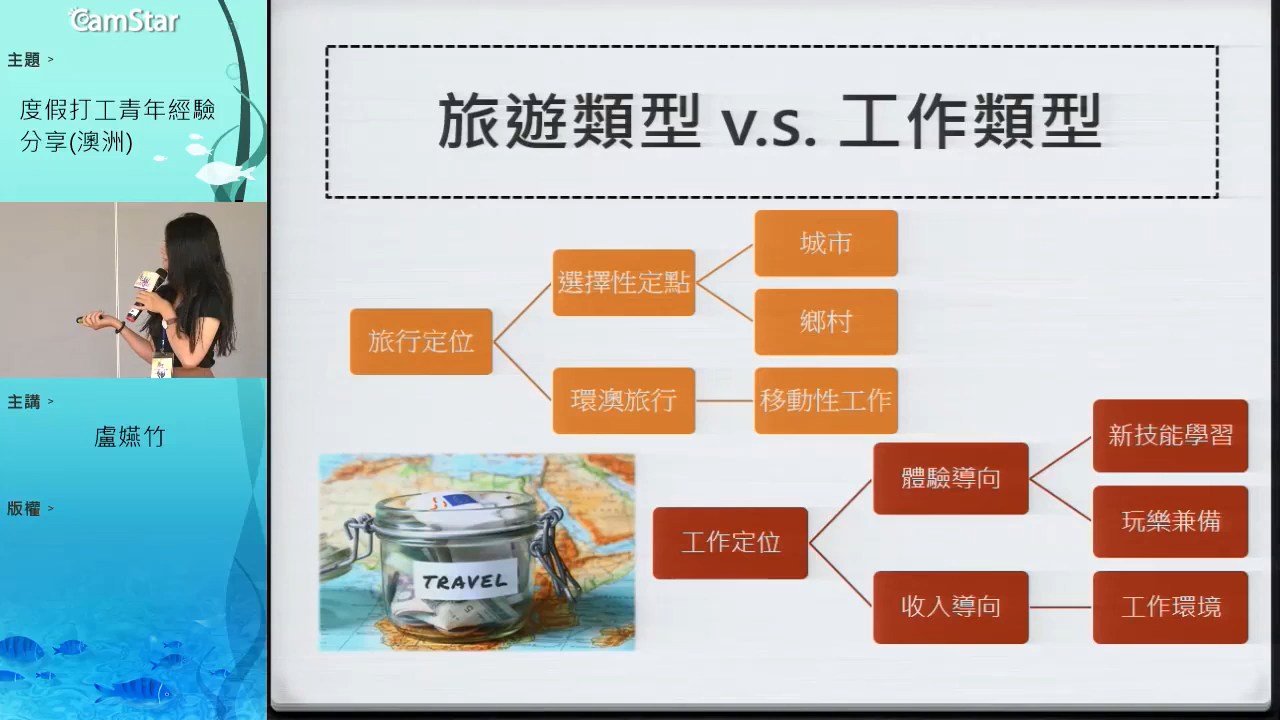 CamStar
主題 >
度假打工青年經驗
分享(澳洲)
主講 >
盧嬿竹
版權 >
旅遊類型 v.s. 工作類型
旅行定位
選擇性定點
城市
鄉村
環澳旅行
移動性工作
TRAVEL
工作定位
體驗導向
新技能學習
玩樂兼備
收入導向
工作環境